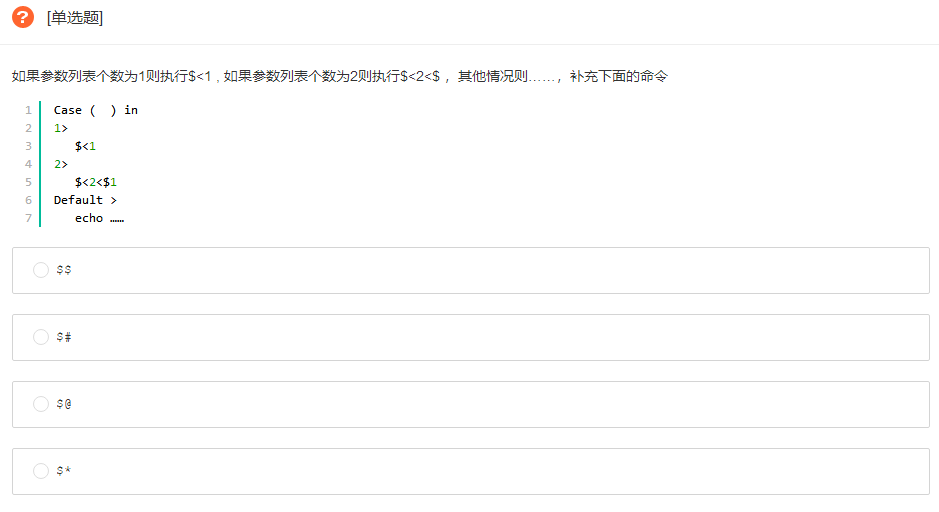 ?
[单选题]
如果参数列表个数为1则执行$<1 , 如果参数列表个数为2则执行$<2<$ ，其他情况则……，补充下面的命令
1 Case (  ) in
2 1>
3    $<1
4 2>
5    $<2<$1
6 Default >
7    echo ……
$$
$#
$@
$*